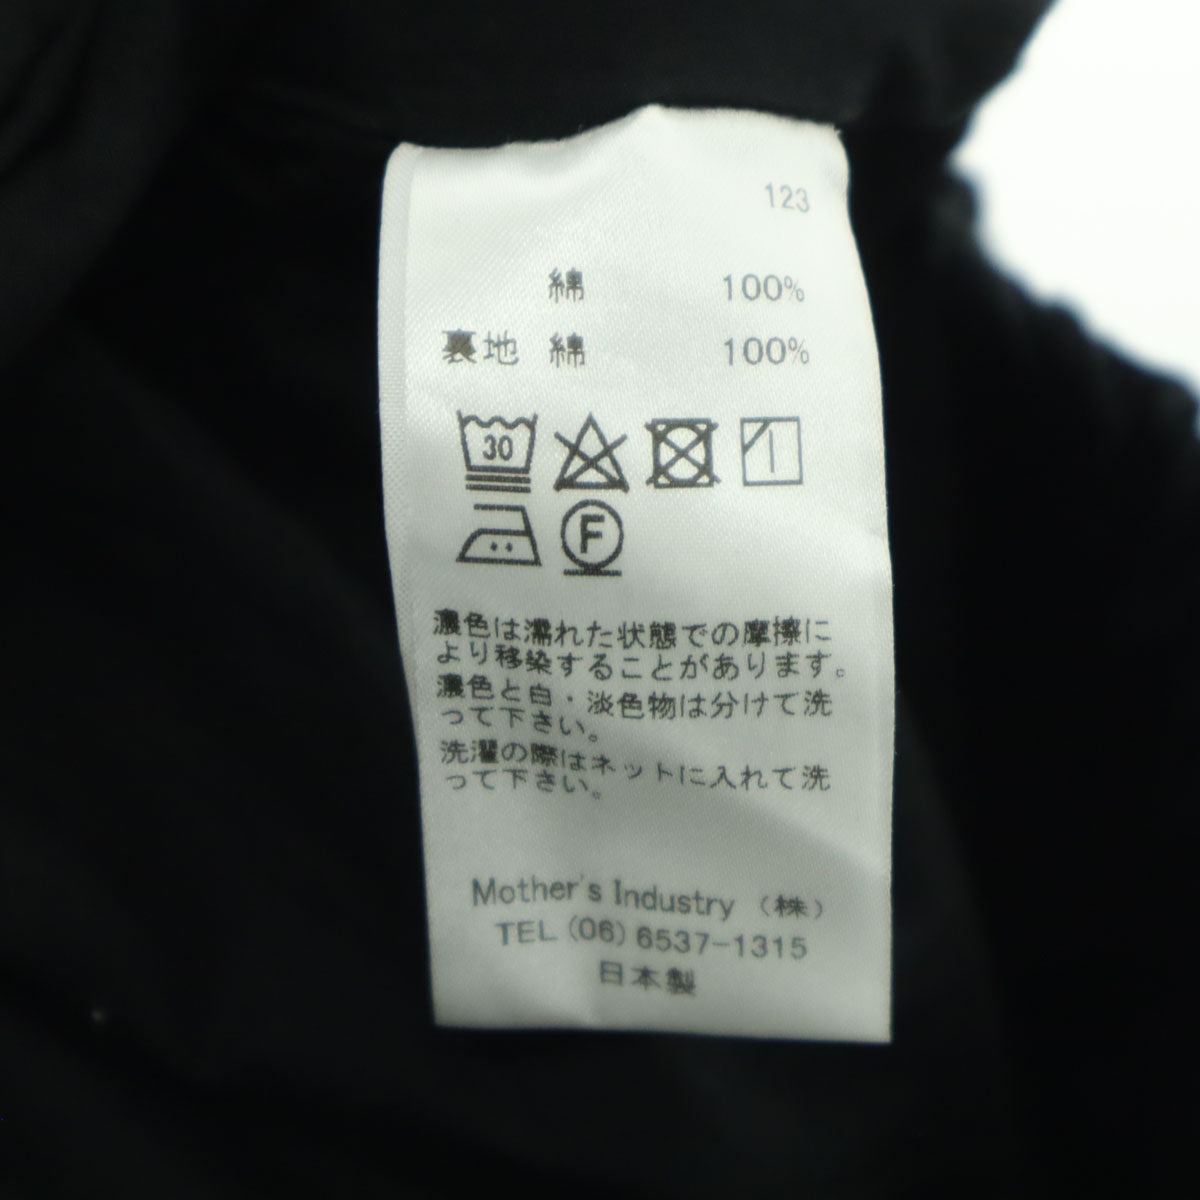 123
綿 100%
裏地 綿 100%
30
F
濃色は濡れた状態での摩擦に
より移染することがあります。
濃色と白・淡色物は分けて洗
って下さい。
洗濯の際はネットに入れて洗
って下さい。
Mother's Industry (株)
TEL (06) 6537-1315
日本製